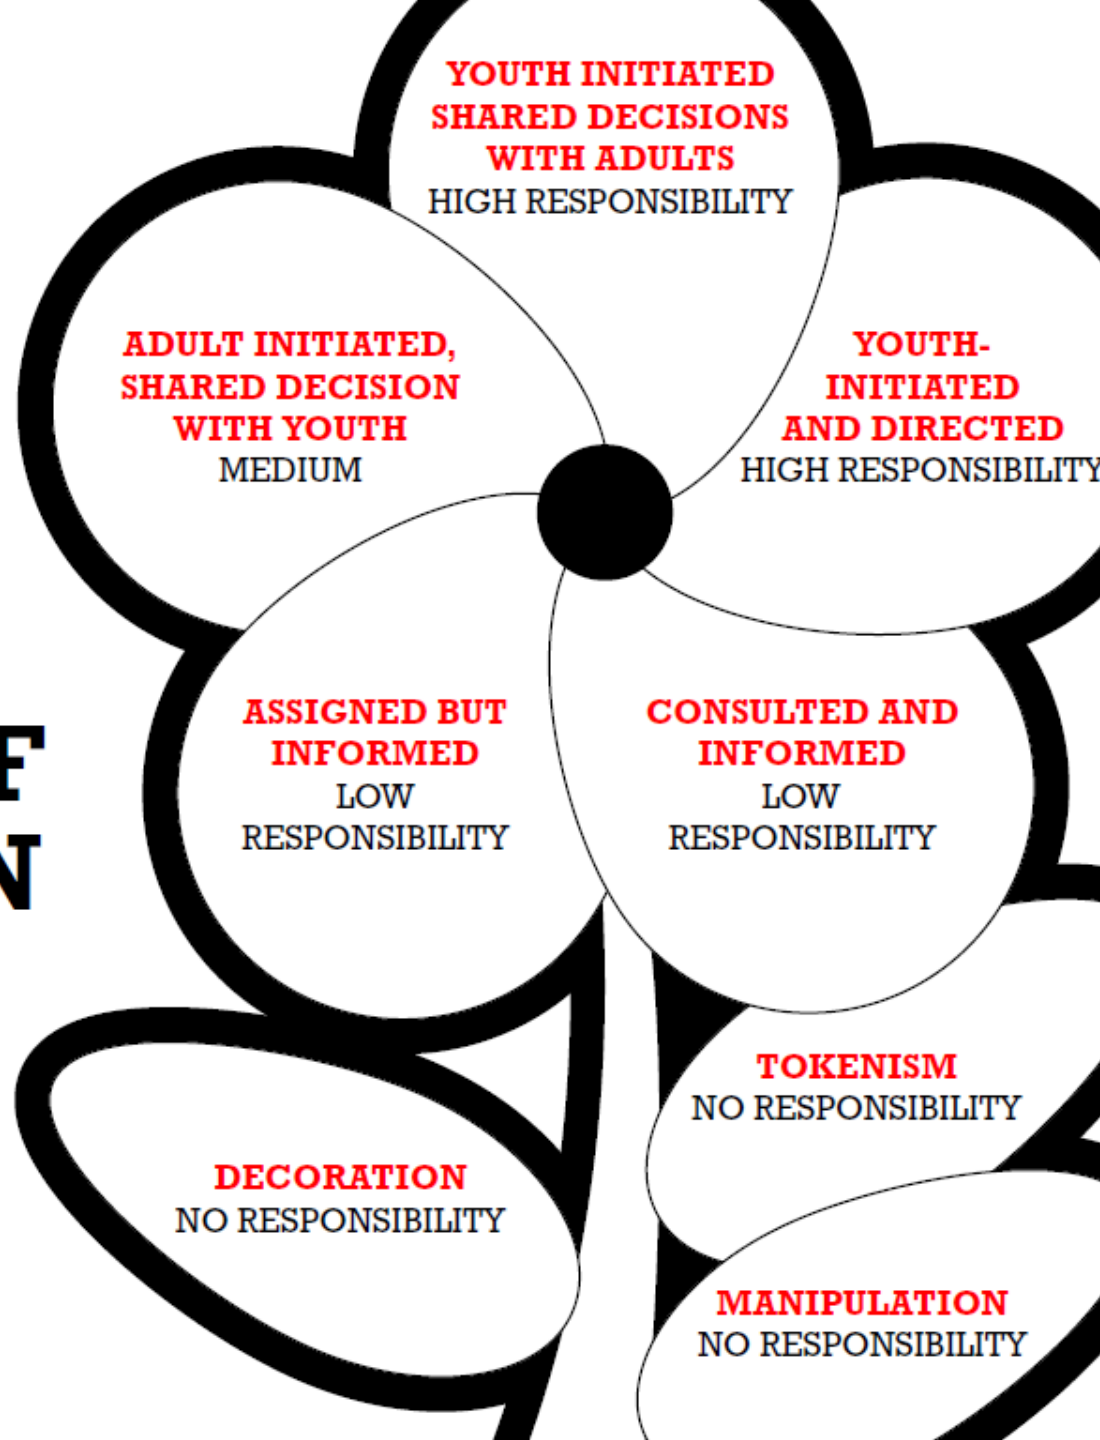 YOUTH INITIATED
SHARED DECISIONS
WITH ADULTS
HIGH RESPONSIBILITY
ADULT INITIATED,
SHARED DECISION
WITH YOUTH
MEDIUM
YOUTH-
INITIATED
AND DIRECTED
HIGH RESPONSIBILITY
ASSIGNED BUT
INFORMED
LOW
RESPONSIBILITY
CONSULTED AND
INFORMED
LOW
RESPONSIBILITY
F
N
TOKENISM
NO RESPONSIBILITY
DECORATION
NO RESPONSIBILITY
MANIPULATION
NO RESPONSIBILITY